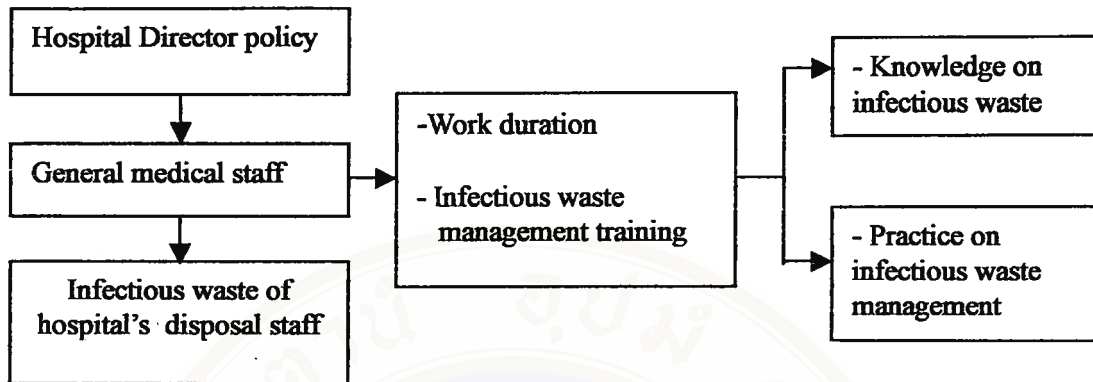 Hospital Director policy
General medical staff
Infectious waste of
hospital's disposal staff
-Work duration
- Infectious waste
management training
- Knowledge on
infectious waste
- Practice on
infectious waste
management